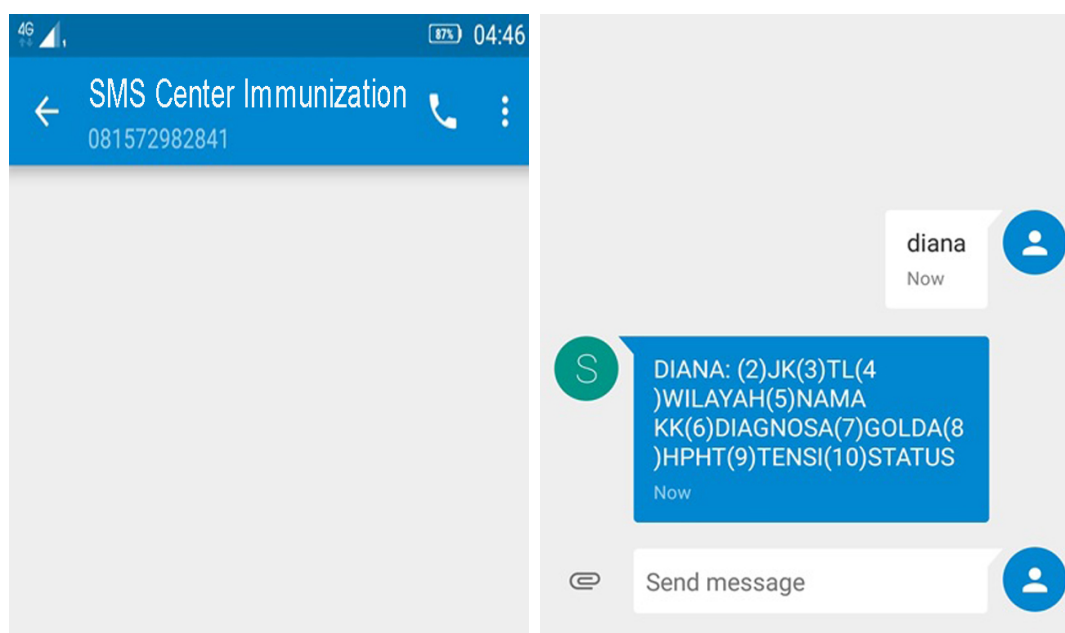 4G
1
87%
04:46
SMS Center Immunization
081572982841
diana
Now
S
DIANA: (2)JK(3)TL(4
)WILAYAH(5)NAMA
KK(6)DIAGNOSA(7)GOLDA(8
)HPHT(9)TENSI(10)STATUS
Now
Send message